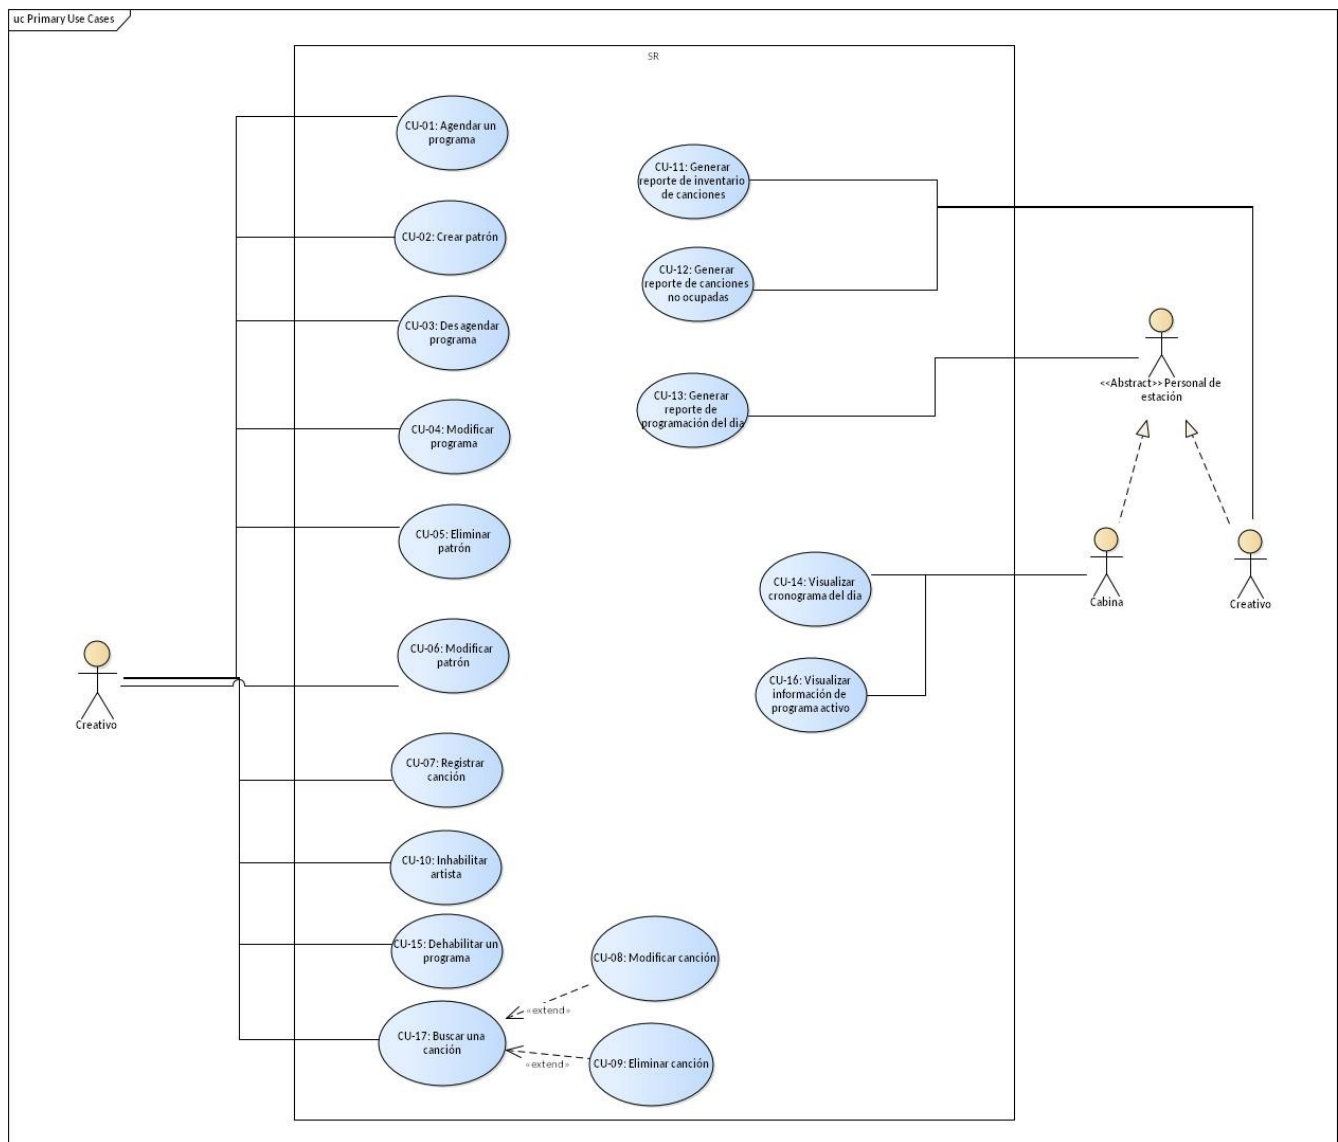 uc Primary Use Cases
SR
CU-01: Agendar un
programa
CU-02: Crear patrón
CU-03: Desagendar
programa
CU-04: Modificar
programa
CU-05: Eliminar
patrón
CU-06: Modificar
patrón
CU-07: Registrar
canción
CU-10: Inhabilitar
artista
CU-15: Dehabilitar un
programa
CU-17: Buscar una
canción
CU-08: Modificar canción
«extend»
CU-09: Eliminar canción
«extend»
Creativo
CU-11: Generar
reporte de inventario
de canciones
CU-12: Generar
reporte de canciones
no ocupadas
CU-13: Generar
reporte de
programación del dia
CU-14: Visualizar
cronograma del dia
CU-16: Visualizar
información de
programa activo
<<Abstract>> Personal de
estación
Cabina
Creativo